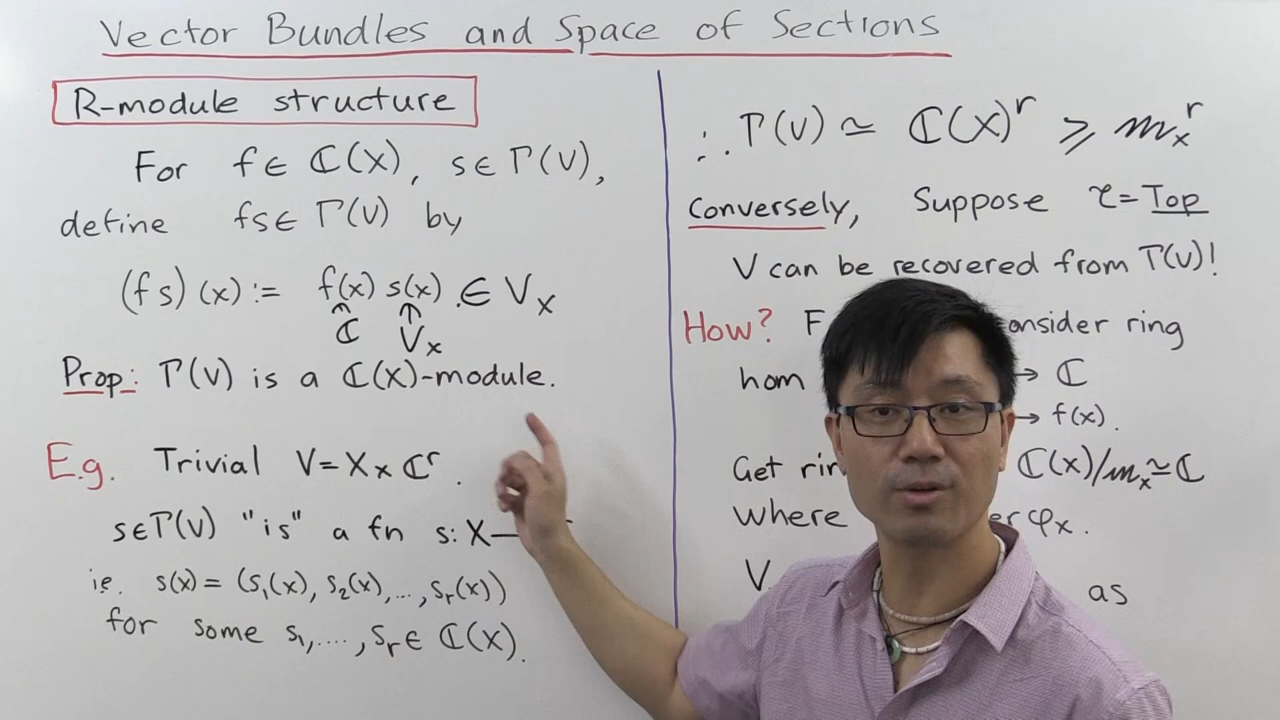 Vector Bundles and Space of Sections
R-module structure
For f ∈ ℂ(X), s ∈ Γ(V),
define fs ∈ Γ(V) by
(fs)(x) := f(x) s(x) . ∈ Vₓ
ℂ Vₓ
Prop: Γ(V) is a ℂ(X)-module.
E.g. Trivial V = X × ℂʳ.
s ∈ Γ(V) "is" a fn s: X—
i.e. s(x) = (s₁(x), s₂(x), ..., sᵣ(x))
for some s₁, ...., sᵣ ∈ ℂ(X).
∴ Γ(V) ≃ ℂ(X)ʳ ⩾ mₓʳ
Conversely, Suppose τ = Top
V can be recovered from Γ(V)!
How? onsider ring
hom → ℂ
→ f(x).
Get ℂ(X)/mₓ ≃ ℂ
where φₓ.
V as